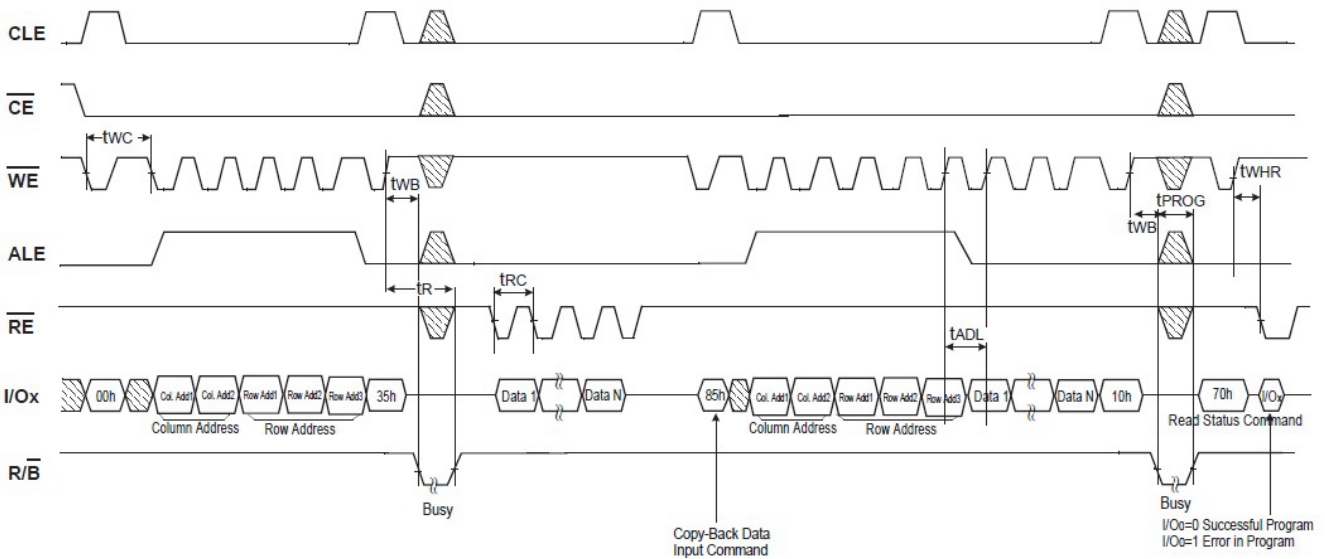 CLE
CE
tWC
WE
tWB
tWHR
tPROG
tWB
ALE
tR
tRC
RE
tADL
I/Ox 00h Col. Add1 Col. Add2 Row Add1 Row Add2 Row Add3 35h Data 1 Data N 85h Col. Add1 Col. Add2 Row Add1 Row Add2 Row Add3 Data 1 Data N 10h 70h I/Ox
Column Address Row Address Column Address Row Address Read Status Command
R/B
Busy Busy
Copy-Back Data
Input Command
I/O0=0 Successful Program
I/O0=1 Error in Program